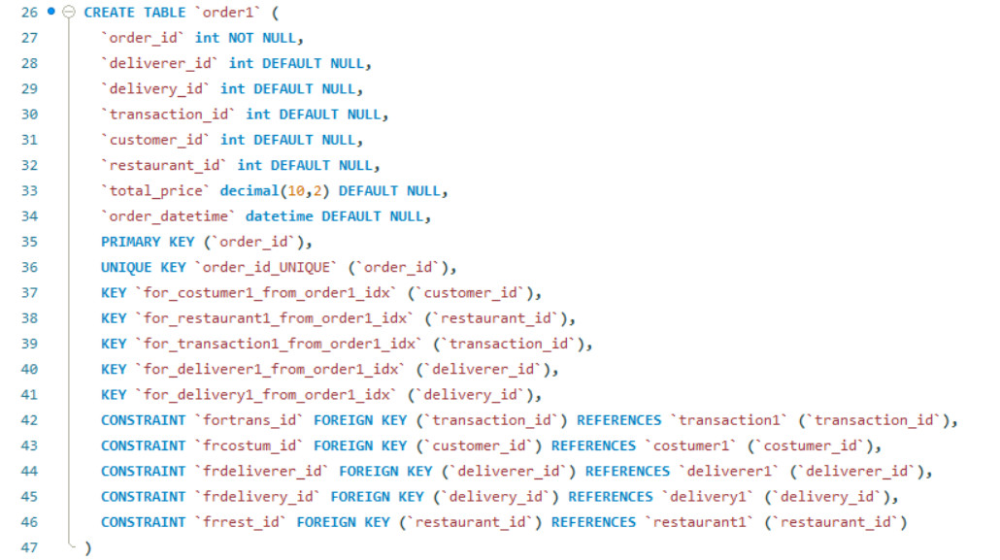 26 CREATE TABLE `order1` (
27 `order_id` int NOT NULL,
28 `deliverer_id` int DEFAULT NULL,
29 `delivery_id` int DEFAULT NULL,
30 `transaction_id` int DEFAULT NULL,
31 `customer_id` int DEFAULT NULL,
32 `restaurant_id` int DEFAULT NULL,
33 `total_price` decimal(10,2) DEFAULT NULL,
34 `order_datetime` datetime DEFAULT NULL,
35 PRIMARY KEY (`order_id`),
36 UNIQUE KEY `order_id_UNIQUE` (`order_id`),
37 KEY `for_costumer1_from_order1_idx` (`customer_id`),
38 KEY `for_restaurant1_from_order1_idx` (`restaurant_id`),
39 KEY `for_transaction1_from_order1_idx` (`transaction_id`),
40 KEY `for_deliverer1_from_order1_idx` (`deliverer_id`),
41 KEY `for_delivery1_from_order1_idx` (`delivery_id`),
42 CONSTRAINT `fortrans_id` FOREIGN KEY (`transaction_id`) REFERENCES `transaction1` (`transaction_id`),
43 CONSTRAINT `frcostum_id` FOREIGN KEY (`customer_id`) REFERENCES `costumer1` (`costumer_id`),
44 CONSTRAINT `frdeliverer_id` FOREIGN KEY (`deliverer_id`) REFERENCES `deliverer1` (`deliverer_id`),
45 CONSTRAINT `frdelivery_id` FOREIGN KEY (`delivery_id`) REFERENCES `delivery1` (`delivery_id`),
46 CONSTRAINT `frrest_id` FOREIGN KEY (`restaurant_id`) REFERENCES `restaurant1` (`restaurant_id`)
47 )